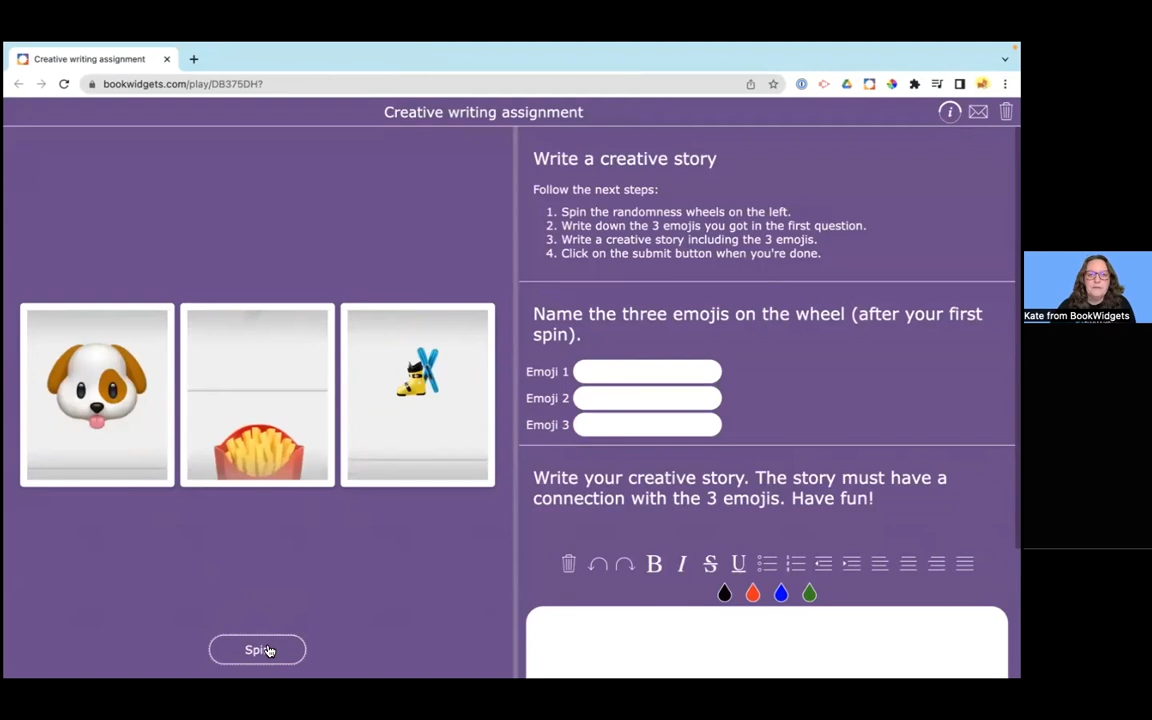 Creative writing assignment
bookwidgets.com/play/DB375DH?
Creative writing assignment
Write a creative story
Follow the next steps:
1. Spin the randomness wheels on the left.
2. Write down the 3 emojis you got in the first question.
3. Write a creative story including the 3 emojis.
4. Click on the submit button when you're done.
Name the three emojis on the wheel (after your first
spin).
Emoji 1
Emoji 2
Emoji 3
Write your creative story. The story must have a
connection with the 3 emojis. Have fun!
B I S U
Spin
Kate from BookWidgets